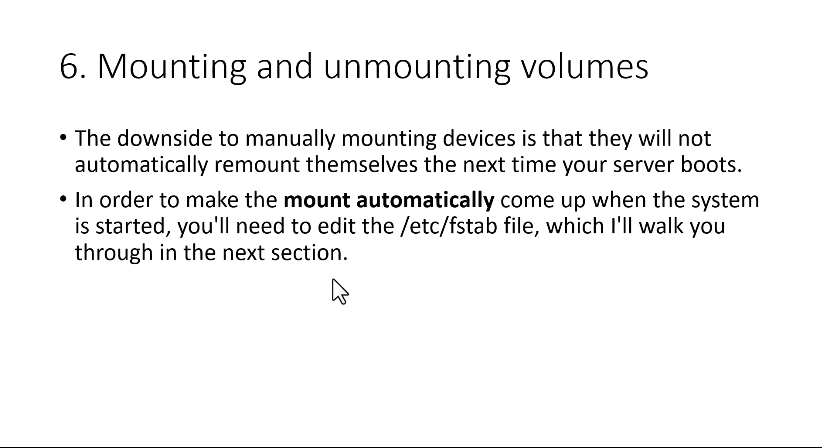 6. Mounting and unmounting volumes
• The downside to manually mounting devices is that they will not
automatically remount themselves the next time your server boots.
• In order to make the mount automatically come up when the system
is started, you'll need to edit the /etc/fstab file, which I'll walk you
through in the next section.